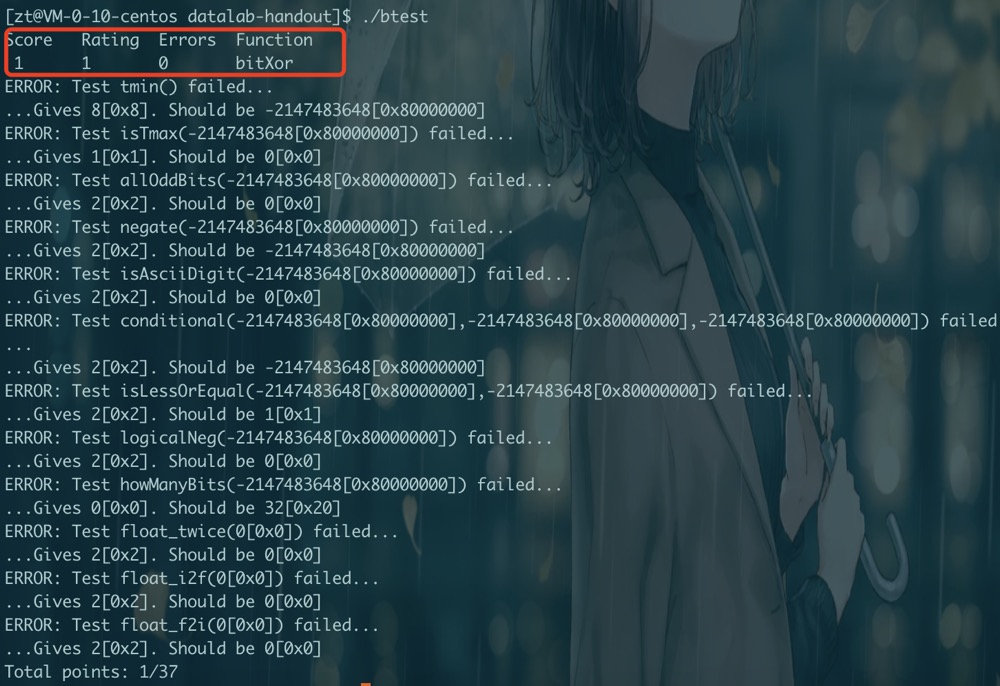 [zt@VM-0-10-centos datalab-handout]$ ./btest
Score Rating Errors Function
1 1 0 bitXor
ERROR: Test tmin() failed...
...Gives 8[0x8]. Should be -2147483648[0x80000000]
ERROR: Test isTmax(-2147483648[0x80000000]) failed...
...Gives 1[0x1]. Should be 0[0x0]
ERROR: Test allOddBits(-2147483648[0x80000000]) failed...
...Gives 2[0x2]. Should be 0[0x0]
ERROR: Test negate(-2147483648[0x80000000]) failed...
...Gives 2[0x2]. Should be -2147483648[0x80000000]
ERROR: Test isAsciiDigit(-2147483648[0x80000000]) failed...
...Gives 2[0x2]. Should be 0[0x0]
ERROR: Test conditional(-2147483648[0x80000000],-2147483648[0x80000000],-2147483648[0x80000000]) failed
...
...Gives 2[0x2]. Should be -2147483648[0x80000000]
ERROR: Test isLessOrEqual(-2147483648[0x80000000],-2147483648[0x80000000]) failed...
...Gives 2[0x2]. Should be 1[0x1]
ERROR: Test logicalNeg(-2147483648[0x80000000]) failed...
...Gives 2[0x2]. Should be 0[0x0]
ERROR: Test howManyBits(-2147483648[0x80000000]) failed...
...Gives 0[0x0]. Should be 32[0x20]
ERROR: Test float_twice(0[0x0]) failed...
...Gives 2[0x2]. Should be 0[0x0]
ERROR: Test float_i2f(0[0x0]) failed...
...Gives 2[0x2]. Should be 0[0x0]
ERROR: Test float_f2i(0[0x0]) failed...
...Gives 2[0x2]. Should be 0[0x0]
Total points: 1/37